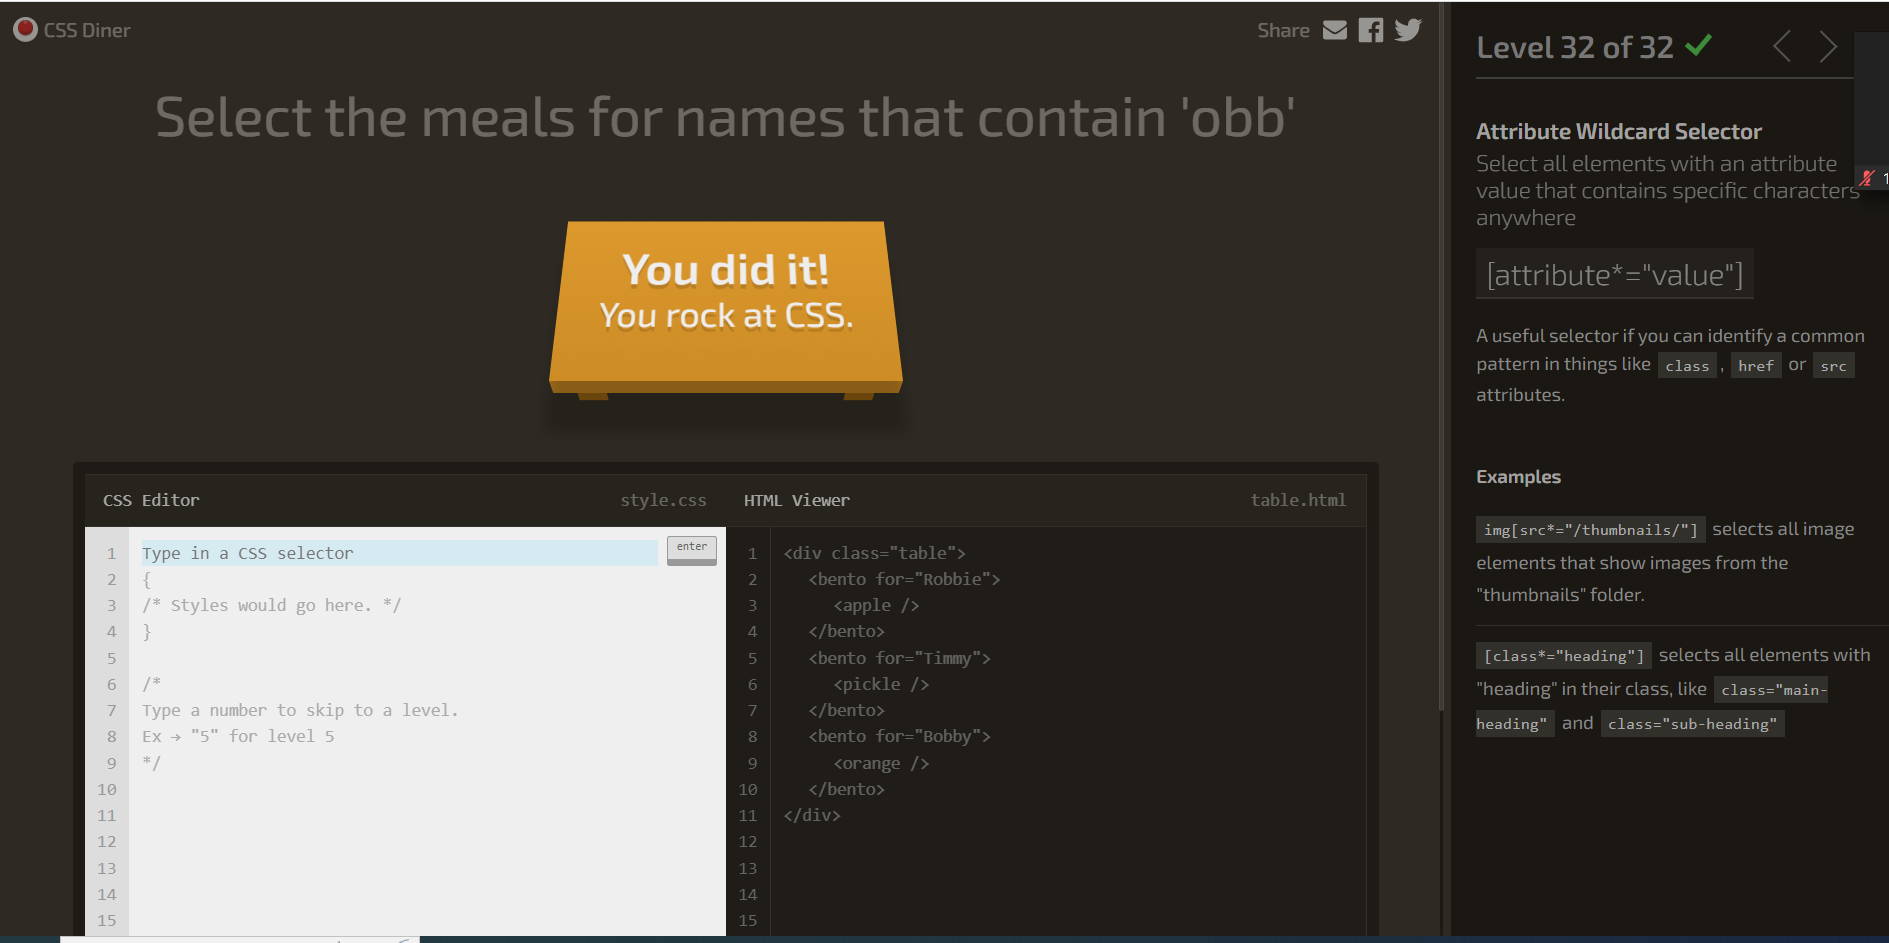 CSS Diner
Share
Select the meals for names that contain 'obb'
You did it!
You rock at CSS.
CSS Editor style.css
1 Type in a CSS selector enter
2 {
3 /* Styles would go here. */
4 }
5
6 /*
7 Type a number to skip to a level.
8 Ex → "5" for level 5
9 */
10
11
12
13
14
15
HTML Viewer table.html
1 <div class="table">
2 <bento for="Robbie">
3 <apple />
4 </bento>
5 <bento for="Timmy">
6 <pickle />
7 </bento>
8 <bento for="Bobby">
9 <orange />
10 </bento>
11 </div>
12
13
14
15
Level 32 of 32
Attribute Wildcard Selector
Select all elements with an attribute
value that contains specific characters
anywhere
[attribute*="value"]
A useful selector if you can identify a common
pattern in things like class , href or src
attributes.
Examples
img[src*="/thumbnails/"] selects all image
elements that show images from the
"thumbnails" folder.
[class*="heading"] selects all elements with
"heading" in their class, like class="main-
heading" and class="sub-heading"